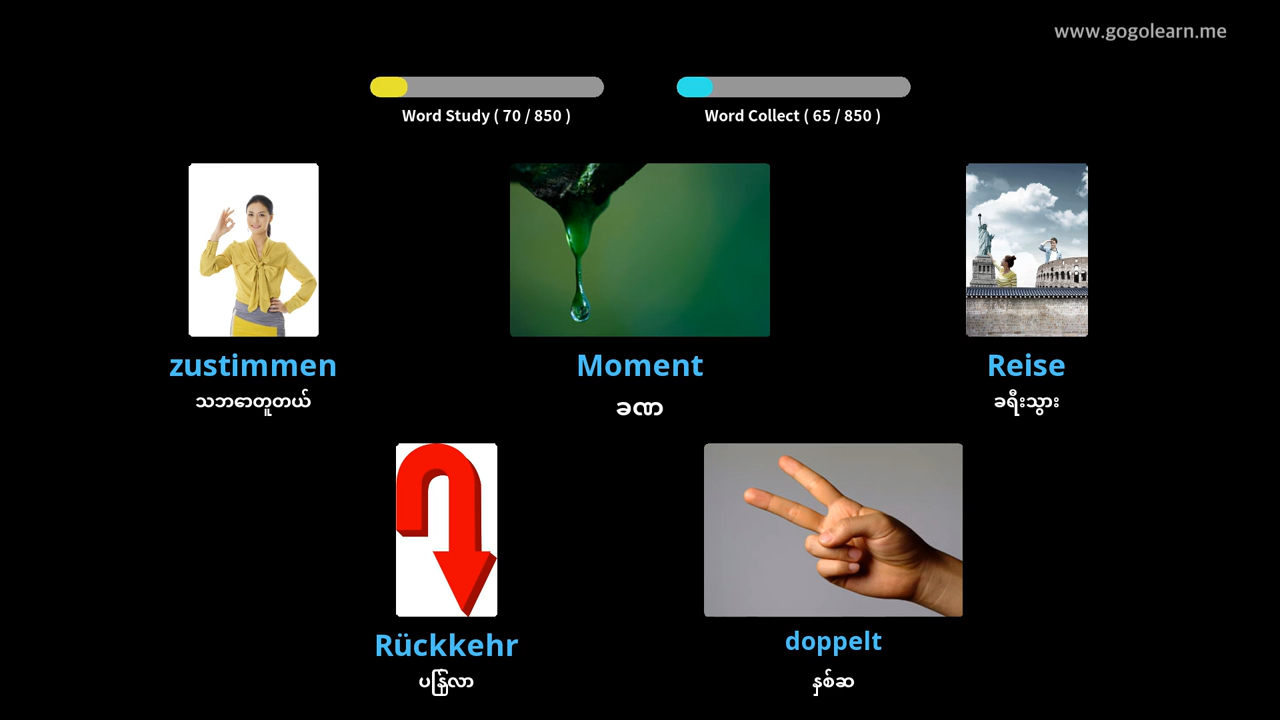 www.gogolearn.me
Word Study ( 70 / 850 )
Word Collect ( 65 / 850 )
zustimmen
သဘောတူတယ်
Moment
ခဏ
Reise
ခရီးသွား
Rückkehr
ပြန်လာ
doppelt
နှစ်ဆ